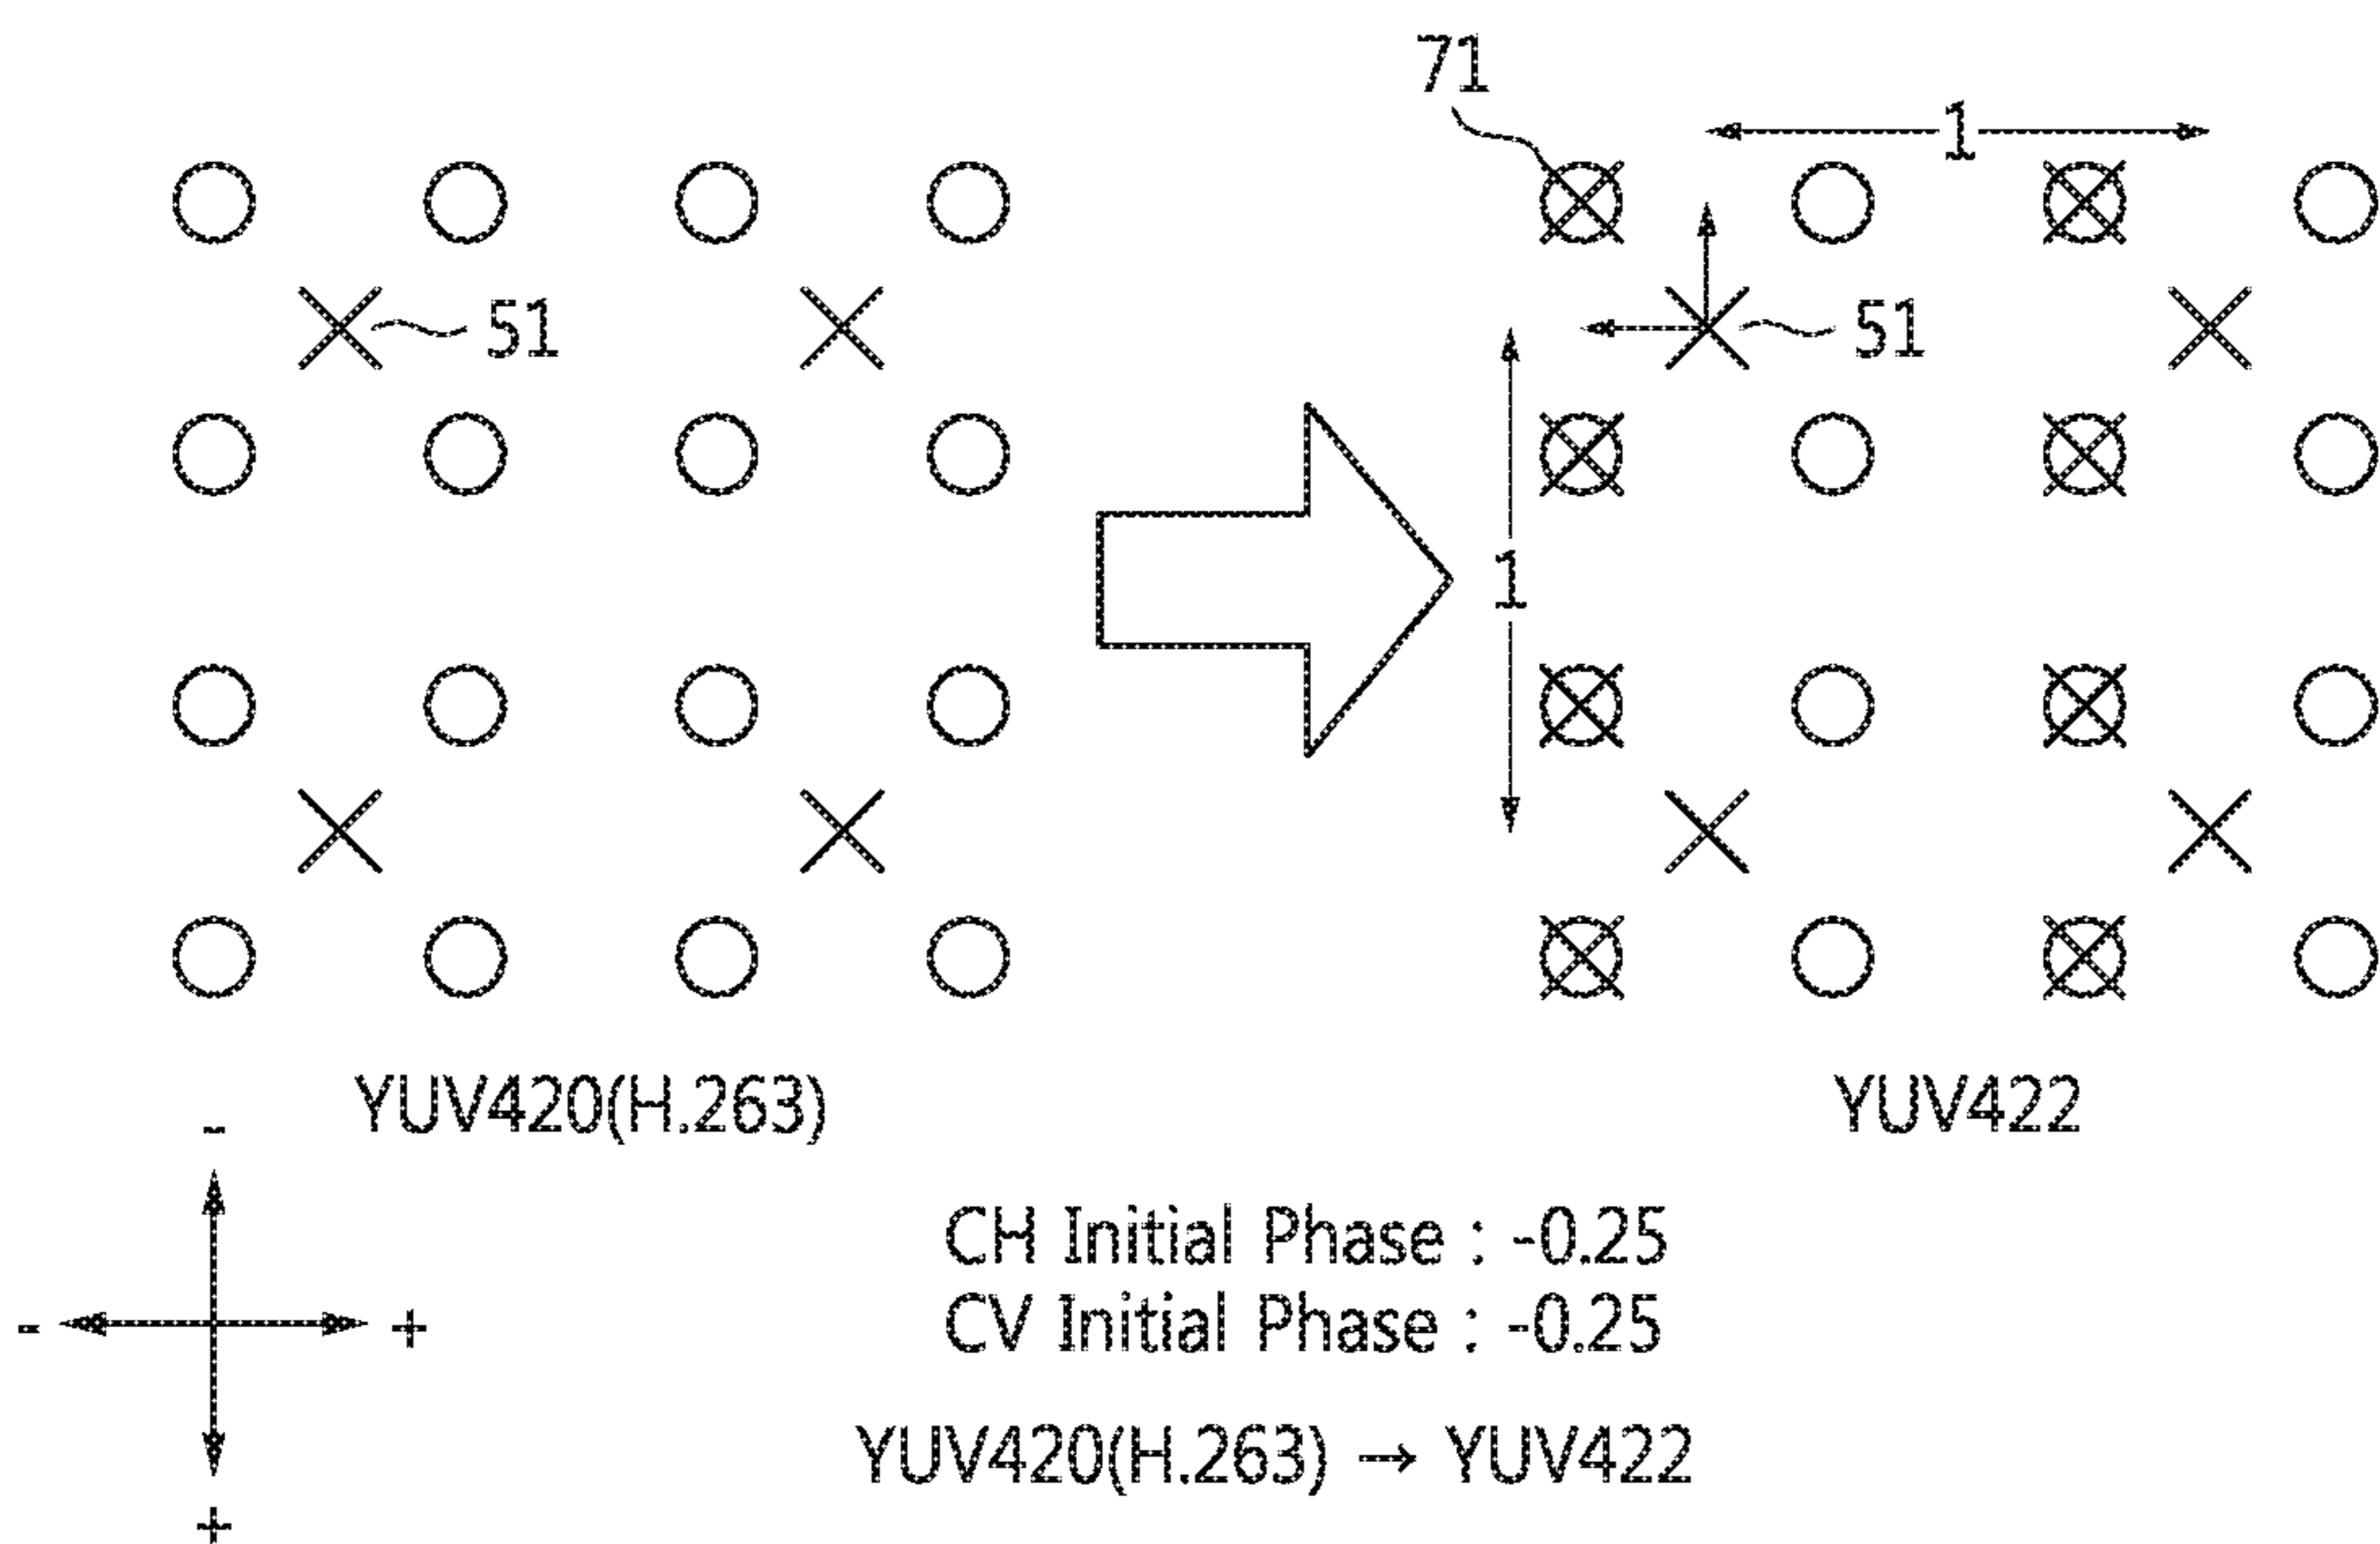 71
1
51
51
1
YUV420(H.263)
YUV422
-
CH Initial Phase : -0.25
- +
CV Initial Phase : -0.25
YUV420(H.263) → YUV422
+